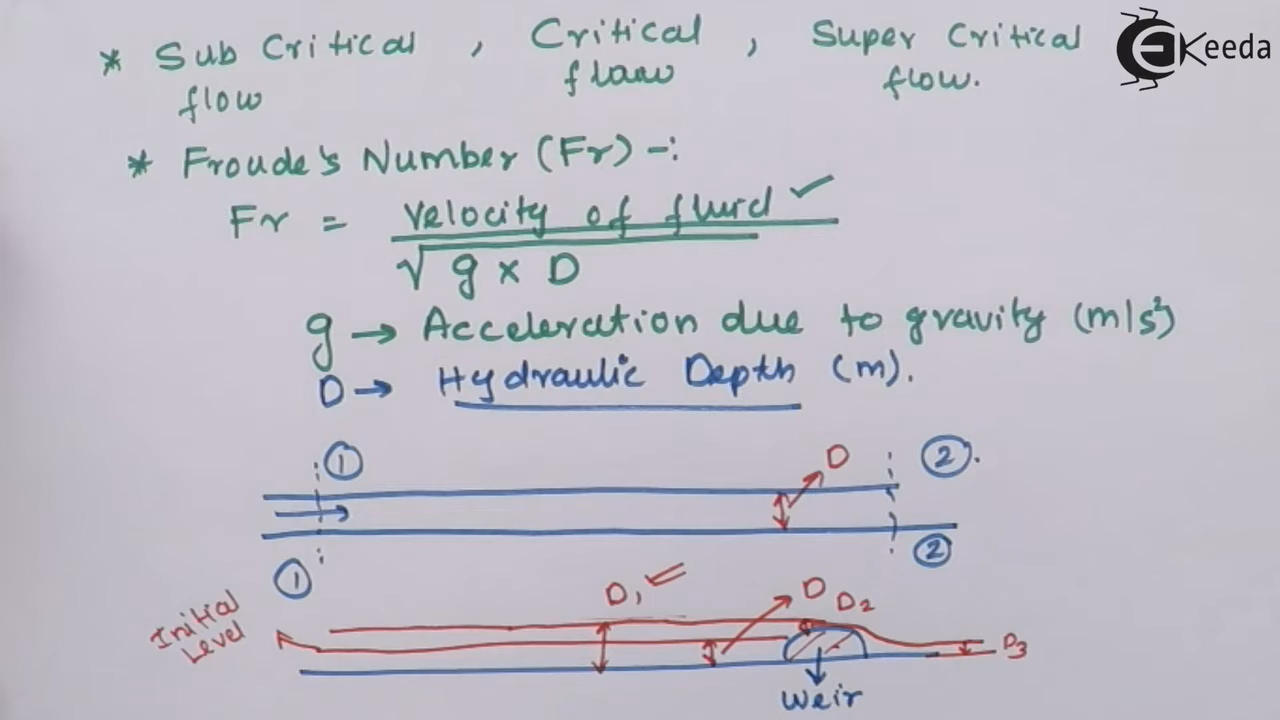 * Sub Critical flow , Critical flow , Super Critical flow.
Keeda
* Froude's Number (Fr) -:
Fr = Velocity of fluid ✓
√ g × D
g → Acceleration due to gravity (m/s²)
D → Hydraulic Depth (m).
① D ②.
① ②
Initial Level
D₁ ✓ D D₂
D₃
Weir